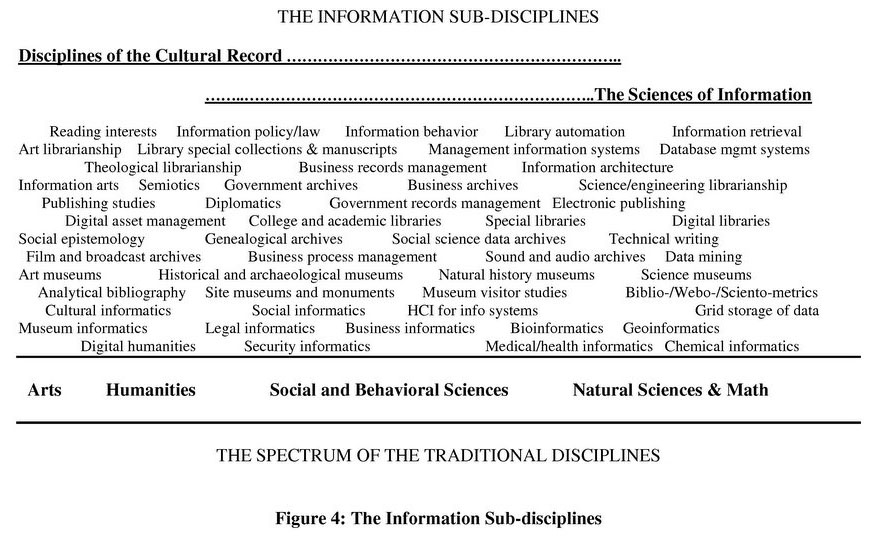 THE INFORMATION SUB-DISCIPLINES
Disciplines of the Cultural Record ……………………………………………………….. 
……..…………………………………………………………..The Sciences of Information
Reading interests Information policy/law Information behavior Library automation Information retrieval
Art librarianship Library special collections & manuscripts Management information systems Database mgmt systems
Theological librarianship Business records management Information architecture
Information arts Semiotics Government archives Business archives Science/engineering librarianship
Publishing studies Diplomatics Government records management Electronic publishing
Digital asset management College and academic libraries Special libraries Digital libraries
Social epistemology Genealogical archives Social science data archives Technical writing
Film and broadcast archives Business process management Sound and audio archives Data mining
Art museums Historical and archaeological museums Natural history museums Science museums
Analytical bibliography Site museums and monuments Museum visitor studies Biblio-/Webo-/Sciento-metrics
Cultural informatics Social informatics HCI for info systems Grid storage of data
Museum informatics Legal informatics Business informatics Bioinformatics Geoinformatics
Digital humanities Security informatics Medical/health informatics Chemical informatics
Arts Humanities Social and Behavioral Sciences Natural Sciences & Math
THE SPECTRUM OF THE TRADITIONAL DISCIPLINES
Figure 4: The Information Sub-disciplines